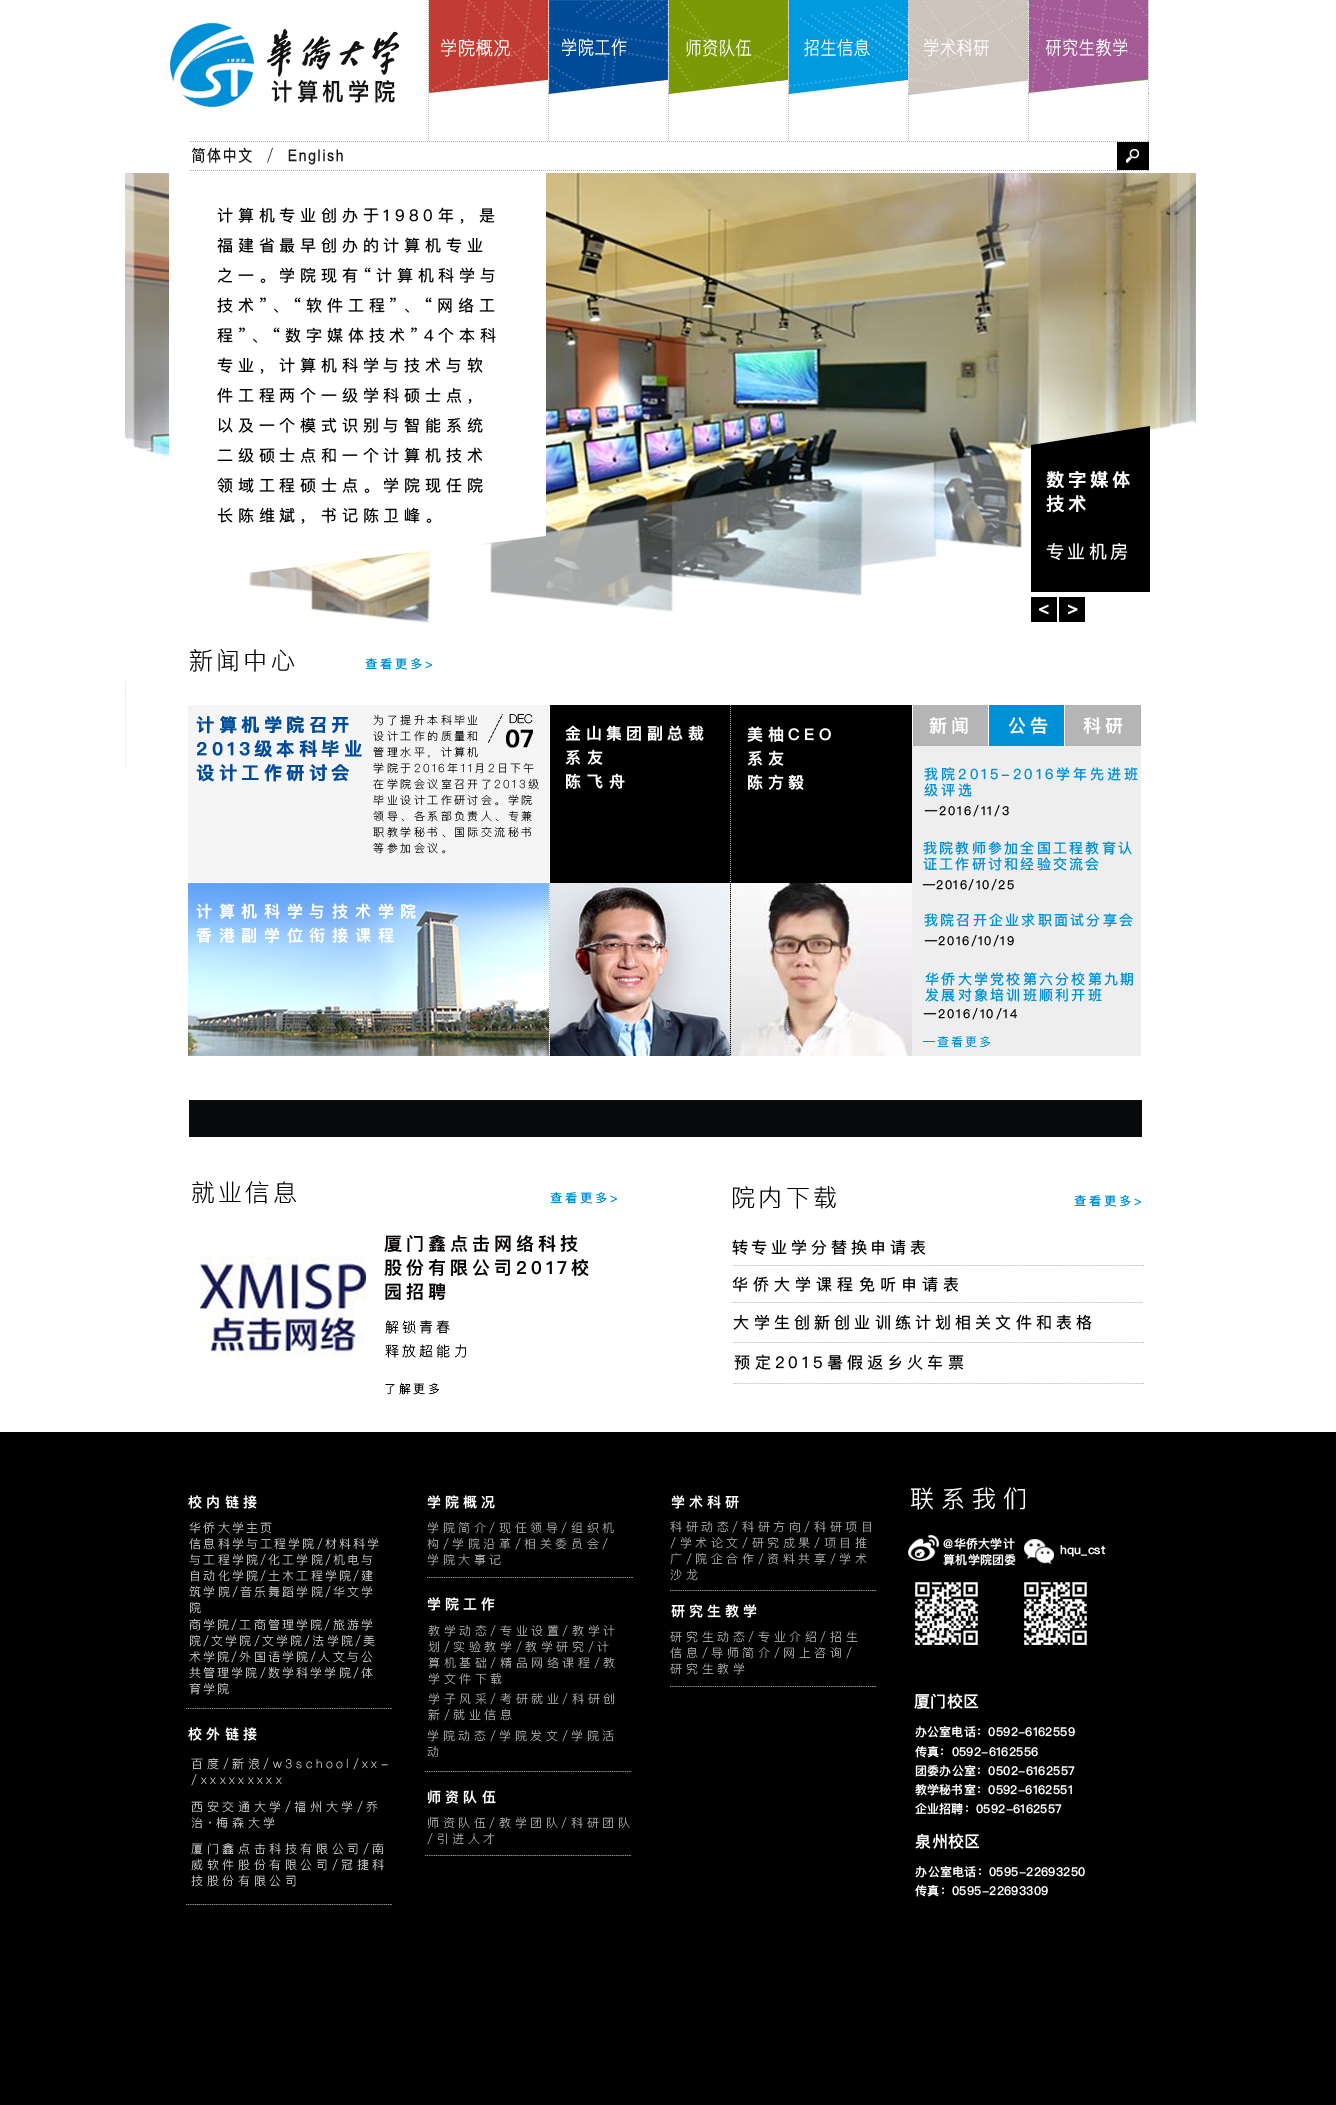 華僑大学
计算机学院
学院概况
学院工作
师资队伍
招生信息
学术科研
研究生教学
简体中文 / English
计算机专业创办于1980年，是
福建省最早创办的计算机专业
之一。学院现有“计算机科学与
技术”、“软件工程”、“网络工
程”、“数字媒体技术”4个本科
专业，计算机科学与技术与软
件工程两个一级学科硕士点，
以及一个模式识别与智能系统
二级硕士点和一个计算机技术
领域工程硕士点。学院现任院
长陈维斌，书记陈卫峰。
数字媒体
技术
专业机房
< >
新闻中心
查看更多>
计算机学院召开
2013级本科毕业
设计工作研讨会
为了提升本科毕业
设计工作的质量和
管理水平，计算机
学院于2016年11月2日下午
在学院会议室召开了2013级
毕业设计工作研讨会。学院
领导、各系部负责人、专兼
职教学秘书、国际交流秘书
等参加会议。
DEC
07
金山集团副总裁
系友
陈飞舟
美柚CEO
系友
陈方毅
计算机科学与技术学院
香港副学位衔接课程
新闻
公告
科研
我院2015-2016学年先进班
级评选
—2016/11/3
我院教师参加全国工程教育认
证工作研讨和经验交流会
—2016/10/25
我院召开企业求职面试分享会
—2016/10/19
华侨大学党校第六分校第九期
发展对象培训班顺利开班
—2016/10/14
—查看更多
就业信息
查看更多>
XMISP
点击网络
厦门鑫点击网络科技
股份有限公司2017校
园招聘
解锁青春
释放超能力
了解更多
院内下载
查看更多>
转专业学分替换申请表
华侨大学课程免听申请表
大学生创新创业训练计划相关文件和表格
预定2015暑假返乡火车票
校内链接
华侨大学主页
信息科学与工程学院/材料科学
与工程学院/化工学院/机电与
自动化学院/土木工程学院/建
筑学院/音乐舞蹈学院/华文学
院
商学院/工商管理学院/旅游学
院/文学院/文学院/法学院/美
术学院/外国语学院/人文与公
共管理学院/数学科学学院/体
育学院
校外链接
百度/新浪/w3school/xx-
/xxxxxxxxx
西安交通大学/福州大学/乔
治·梅森大学
厦门鑫点击科技有限公司/南
威软件股份有限公司/冠捷科
技股份有限公司
学院概况
学院简介/现任领导/组织机
构/学院沿革/相关委员会/
学院大事记
学院工作
教学动态/专业设置/教学计
划/实验教学/教学研究/计
算机基础/精品网络课程/教
学文件下载
学子风采/考研就业/科研创
新/就业信息
学院动态/学院发文/学院活
动
师资队伍
师资队伍/教学团队/科研团队
/引进人才
学术科研
科研动态/科研方向/科研项目
/学术论文/研究成果/项目推
广/院企合作/资料共享/学术
沙龙
研究生教学
研究生动态/专业介绍/招生
信息/导师简介/网上咨询/
研究生教学
联系我们
@华侨大学计
算机学院团委
hqu_cst
厦门校区
办公室电话：0592-6162559
传真：0592-6162556
团委办公室：0502-6162557
教学秘书室：0592-6162551
企业招聘：0592-6162557
泉州校区
办公室电话：0595-22693250
传真：0595-22693309